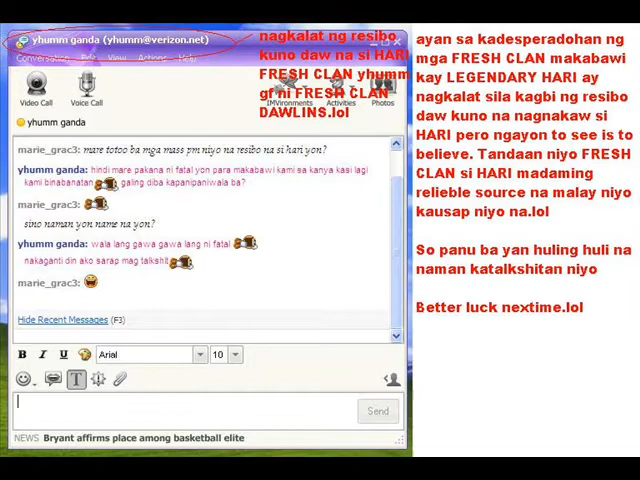 yhumm ganda (yhumm@verizon.net)
Conversation Edit View Actions Help
nagkalat ng resibo
kuno daw na si HARI
FRESH CLAN yhumm
gf ni FRESH CLAN
DAWLINS.lol
Video Call
Voice Call
IMVironments
Activities
Photos
yhumm ganda
marie_grac3: mare totoo ba mga mass pm niyo na resibo na si hari yon?
yhumm ganda: hindi mare pakana ni fatal yon para makabawi kami sa kanya kasi lagi
kami binabanatan galing diba kapanipaniwala ba?
marie_grac3:
sino naman yon name na yon?
yhumm ganda: wala lang gawa gawa lang ni fatal
nakaganti din ako sarap mag talkshit
marie_grac3:
Hide Recent Messages (F3)
B I U Arial 10
T
Send
NEWS Bryant affirms place among basketball elite
ayan sa kadesperadohan ng
mga FRESH CLAN makabawi
kay LEGENDARY HARI ay
nagkalat sila kagbi ng resibo
daw kuno na nagnakaw si
HARI pero ngayon to see is to
believe. Tandaan niyo FRESH
CLAN si HARI madaming
relieble source na malay niyo
kausap niyo na.lol
So panu ba yan huling huli na
naman katalkshitan niyo
Better luck nextime.lol